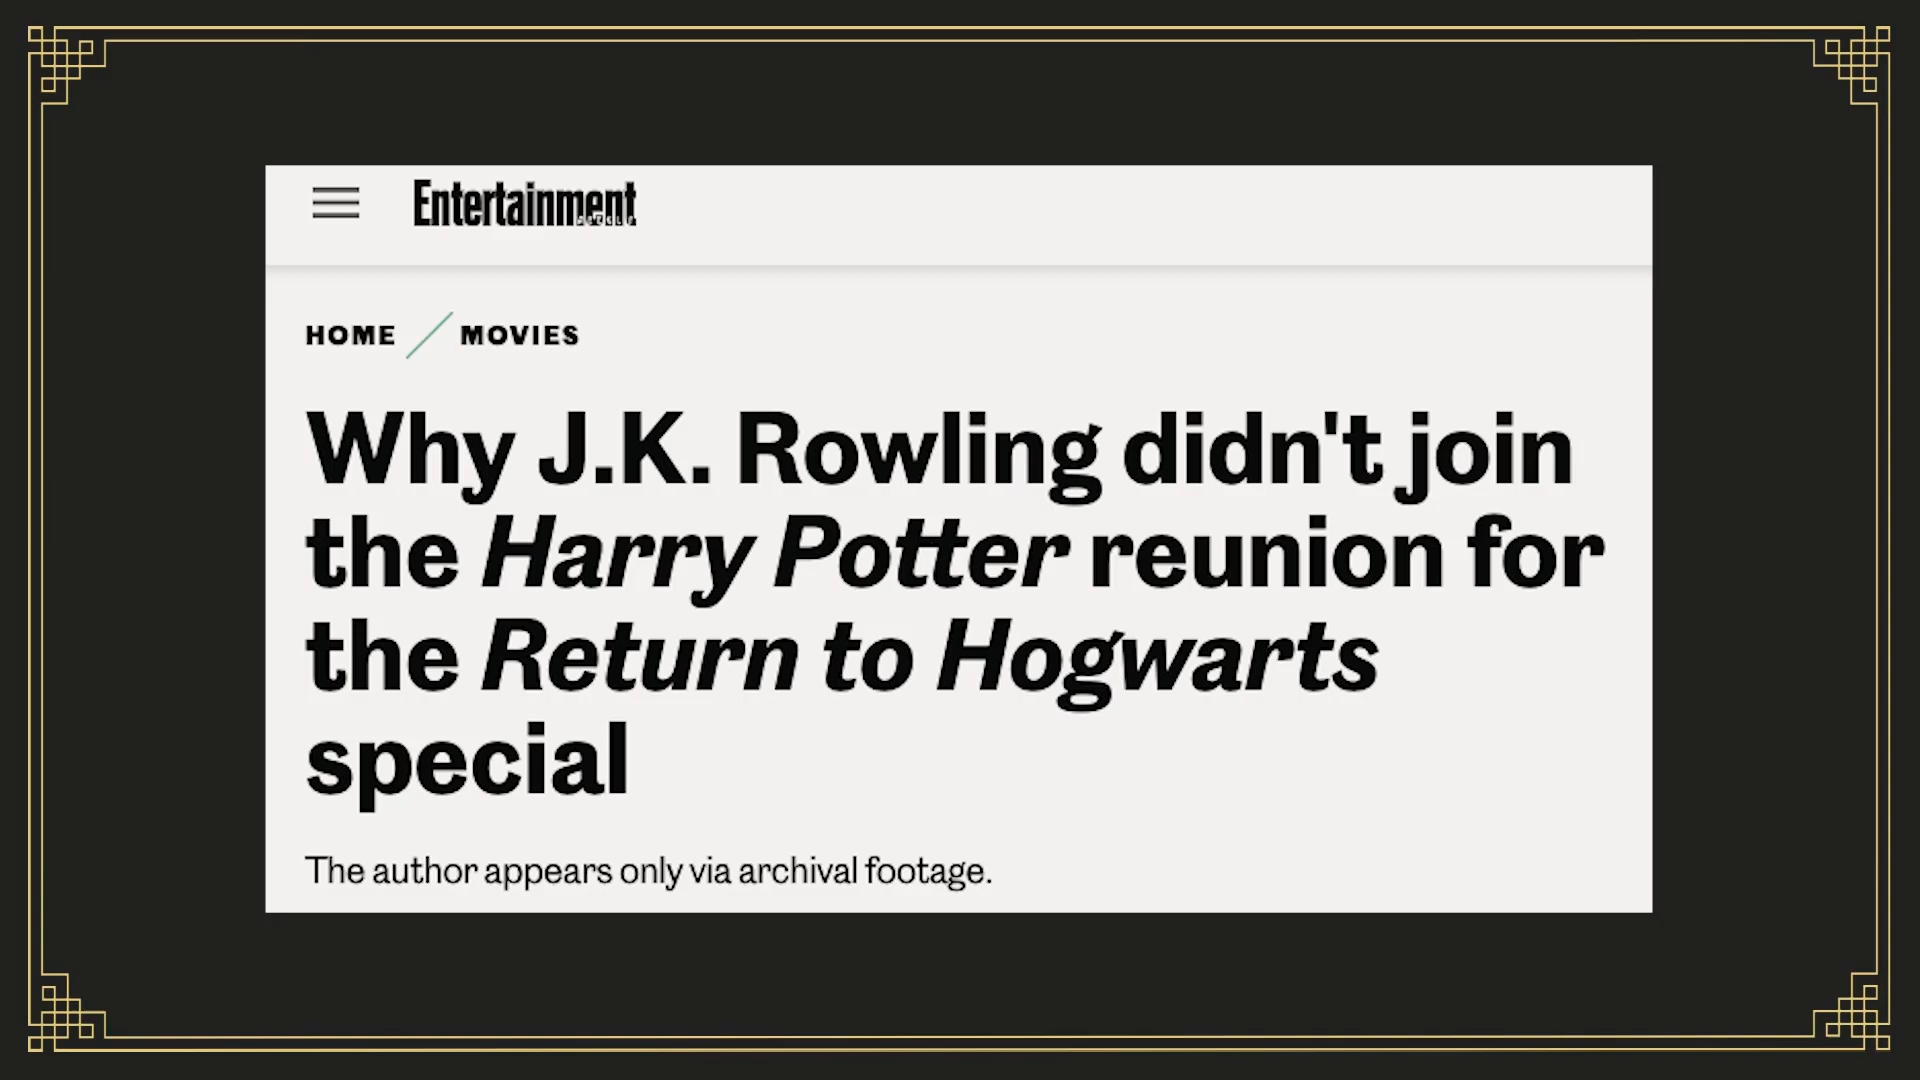 Entertainment
HOME / MOVIES
Why J.K. Rowling didn't join
the Harry Potter reunion for
the Return to Hogwarts
special
The author appears only via archival footage.